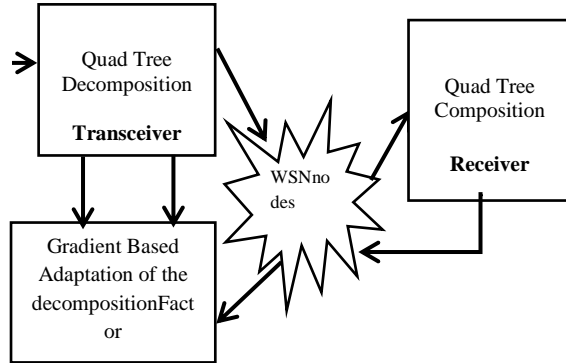 Quad Tree
Decomposition
Transceiver
WSNno
des
Quad Tree
Composition
Receiver
Gradient Based
Adaptation of the
decompositionFact
or